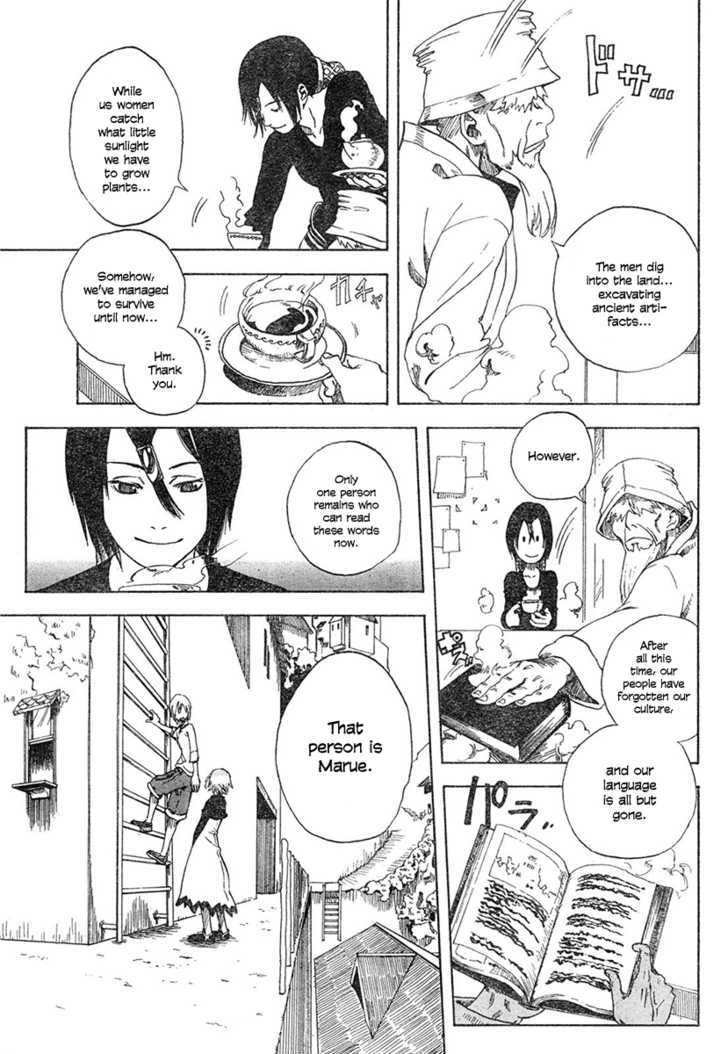 ドサ…
The men dig
into the land...
excavating
ancient arti-
facts...
While
us women
catch
what little
sunlight
we have
to grow
plants...
カチャ
Somehow,
we've managed
to survive
until now...
Hm.
Thank
you.
However.
After
all this
time, our
people have
forgotten our
culture,
and our
language
is all but
gone.
パラ
Only
one person
remains who
can read
these words
now.
That
person is
Marue.